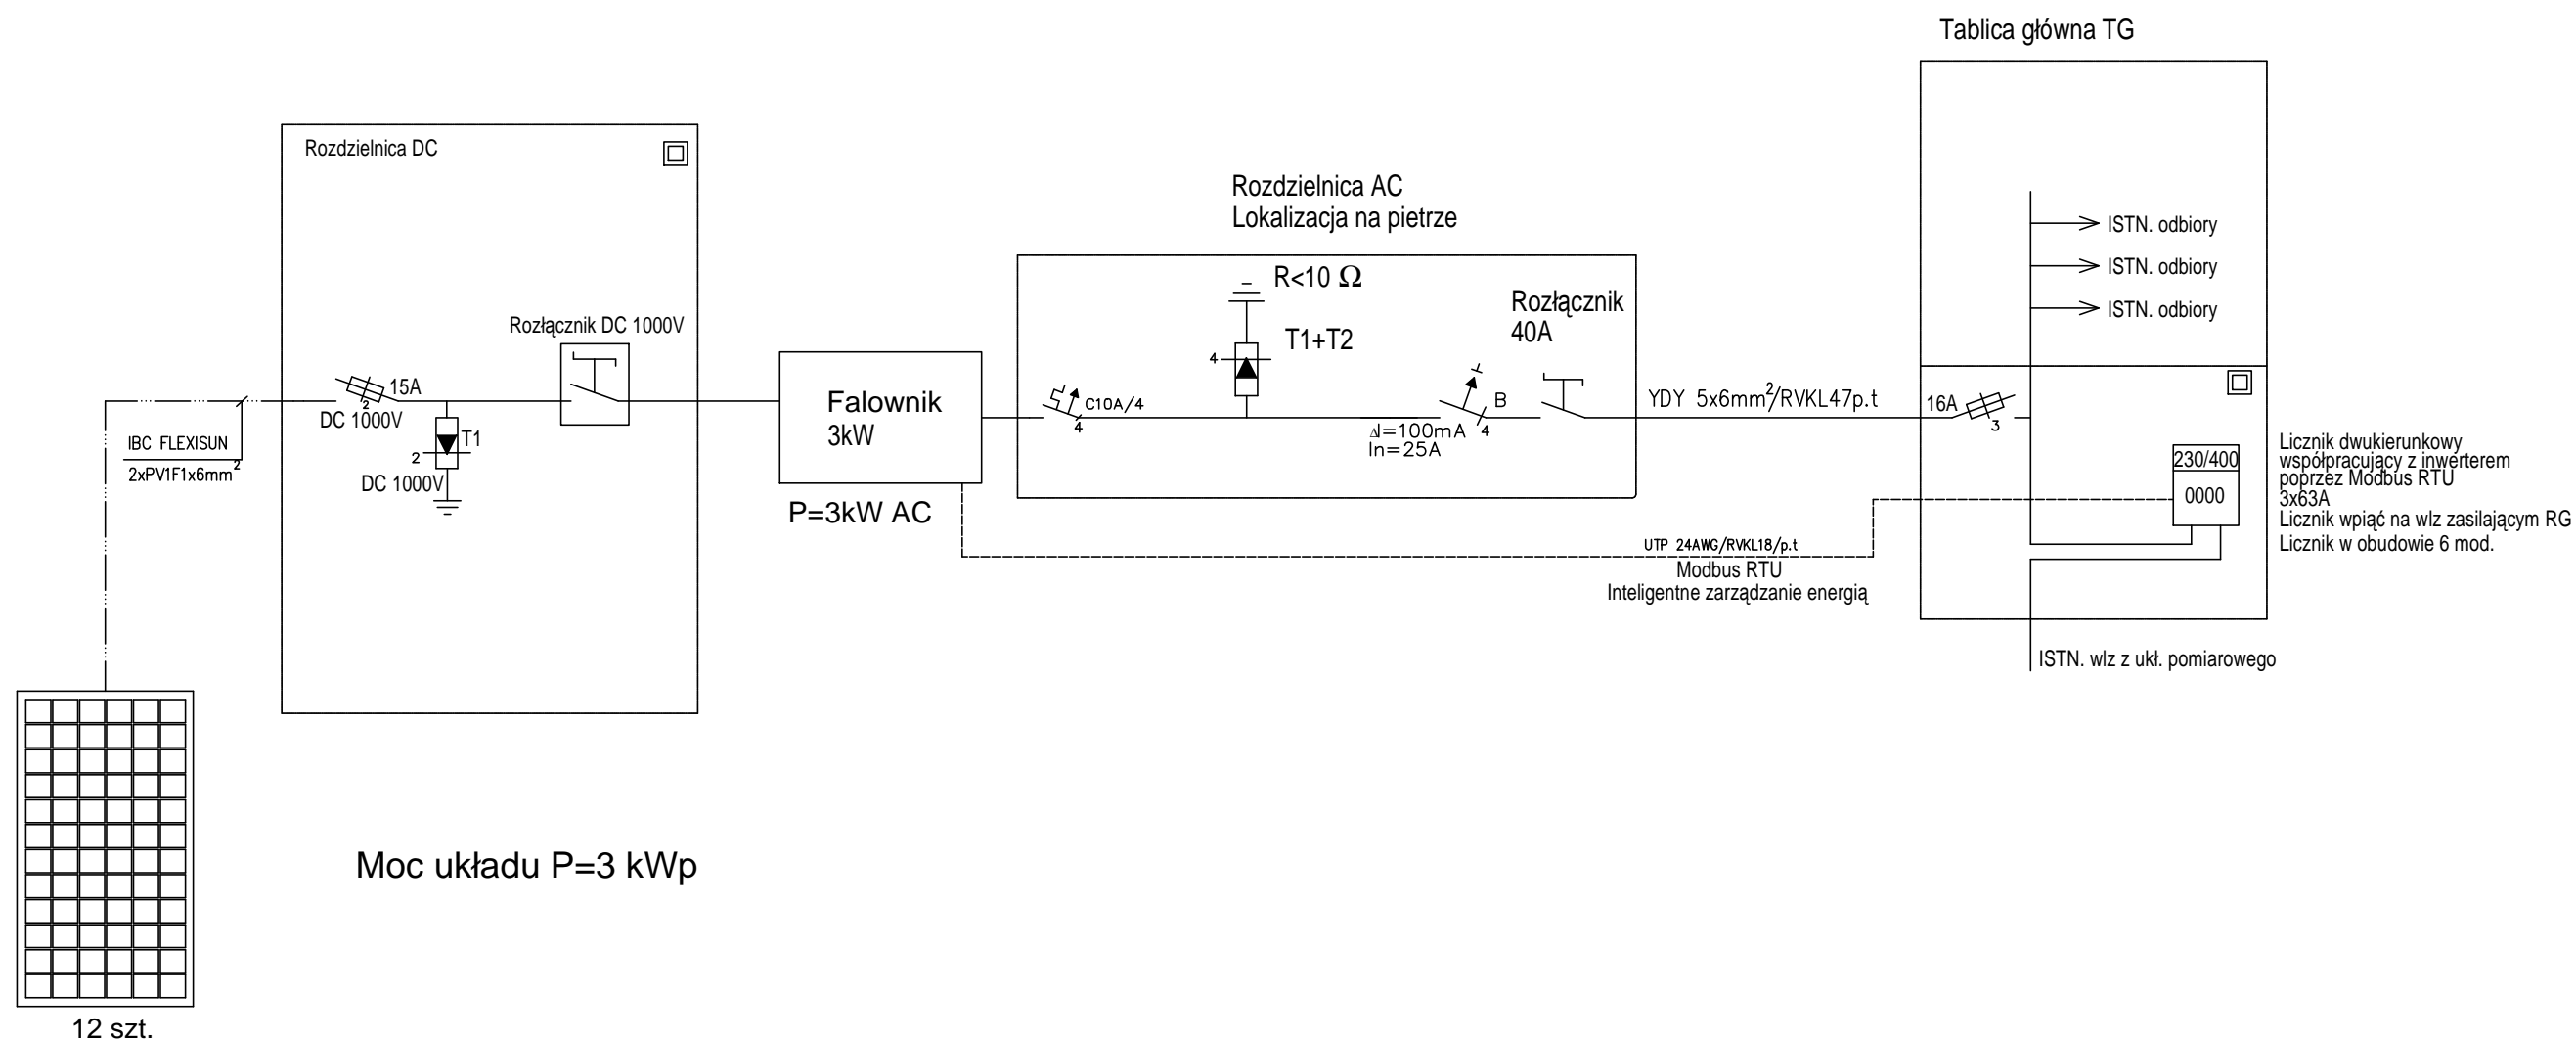 Tablica główna TG
Rozdzielnica DC
Rozdzielnica AC
Lokalizacja na pietrze
ISTN. odbiory
ISTN. odbiory
ISTN. odbiory
R<10 Ω
T1+T2
4
Rozłącznik
40A
Rozłącznik DC 1000V
15A
2
DC 1000V
T1
2
DC 1000V
IBC FLEXISUN
2xPV1F1x6mm²
Falownik
3kW
P=3kW AC
C10A/4
4
B
4
ΔI=100mA
In=25A
YDY 5x6mm²/RVKL47p.t
16A
3
230/400
0000
Licznik dwukierunkowy
współpracujący z inwerterem
poprzez Modbus RTU
3x63A
Licznik wpiąć na wlz zasilającym RG
Licznik w obudowie 6 mod.
UTP 24AWG/RVKL18/p.t
Modbus RTU
Inteligentne zarządzanie energią
ISTN. wlz z ukł. pomiarowego
Moc układu P=3 kWp
12 szt.